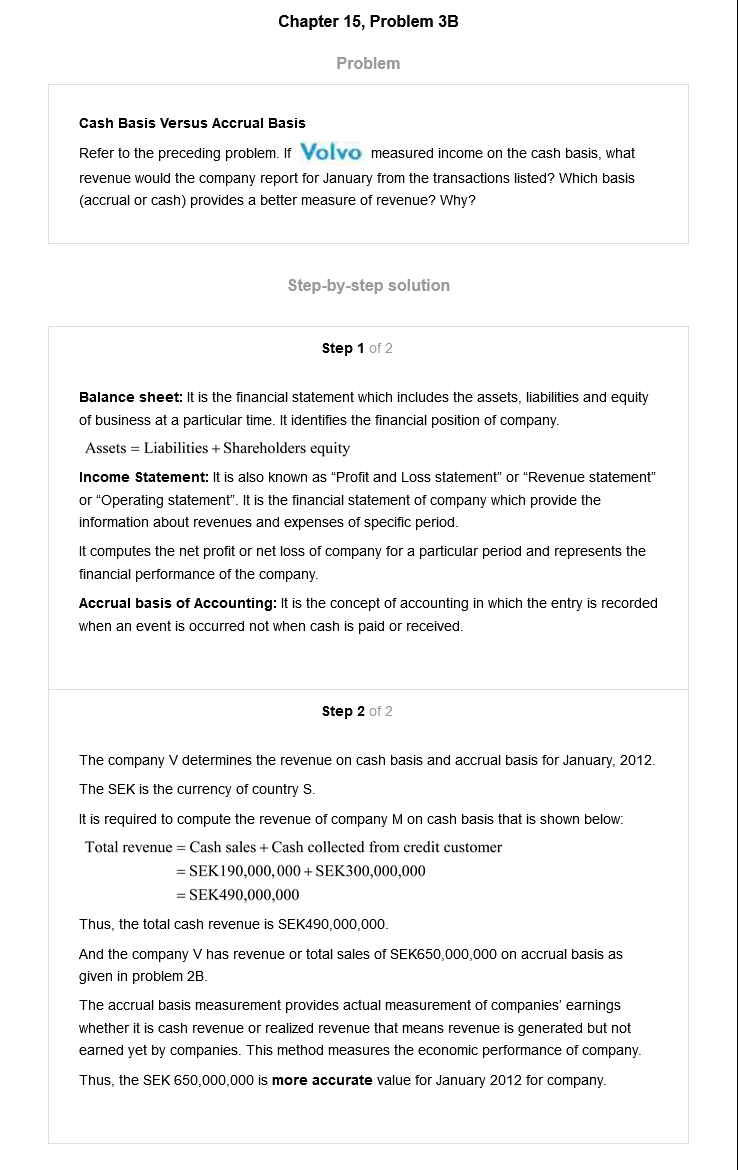 Chapter 15, Problem 3B
Problem
Cash Basis Versus Accrual Basis
Refer to the preceding problem. If Volvo measured income on the cash basis, what
revenue would the company report for January from the transactions listed? Which basis
(accrual or cash) provides a better measure of revenue? Why?
Step-by-step solution
Step 1 of 2
Balance sheet: It is the financial statement which includes the assets, liabilities and equity
of business at a particular time. It identifies the financial position of company.
Assets = Liabilities + Shareholders equity
Income Statement: It is also known as “Profit and Loss statement” or “Revenue statement”
or “Operating statement”. It is the financial statement of company which provide the
information about revenues and expenses of specific period.
It computes the net profit or net loss of company for a particular period and represents the
financial performance of the company.
Accrual basis of Accounting: It is the concept of accounting in which the entry is recorded
when an event is occurred not when cash is paid or received.
Step 2 of 2
The company V determines the revenue on cash basis and accrual basis for January, 2012.
The SEK is the currency of country S.
It is required to compute the revenue of company M on cash basis that is shown below:
Total revenue = Cash sales + Cash collected from credit customer
= SEK190,000,000 + SEK300,000,000
= SEK490,000,000
Thus, the total cash revenue is SEK490,000,000.
And the company V has revenue or total sales of SEK650,000,000 on accrual basis as
given in problem 2B.
The accrual basis measurement provides actual measurement of companies’ earnings
whether it is cash revenue or realized revenue that means revenue is generated but not
earned yet by companies. This method measures the economic performance of company.
Thus, the SEK 650,000,000 is more accurate value for January 2012 for company.